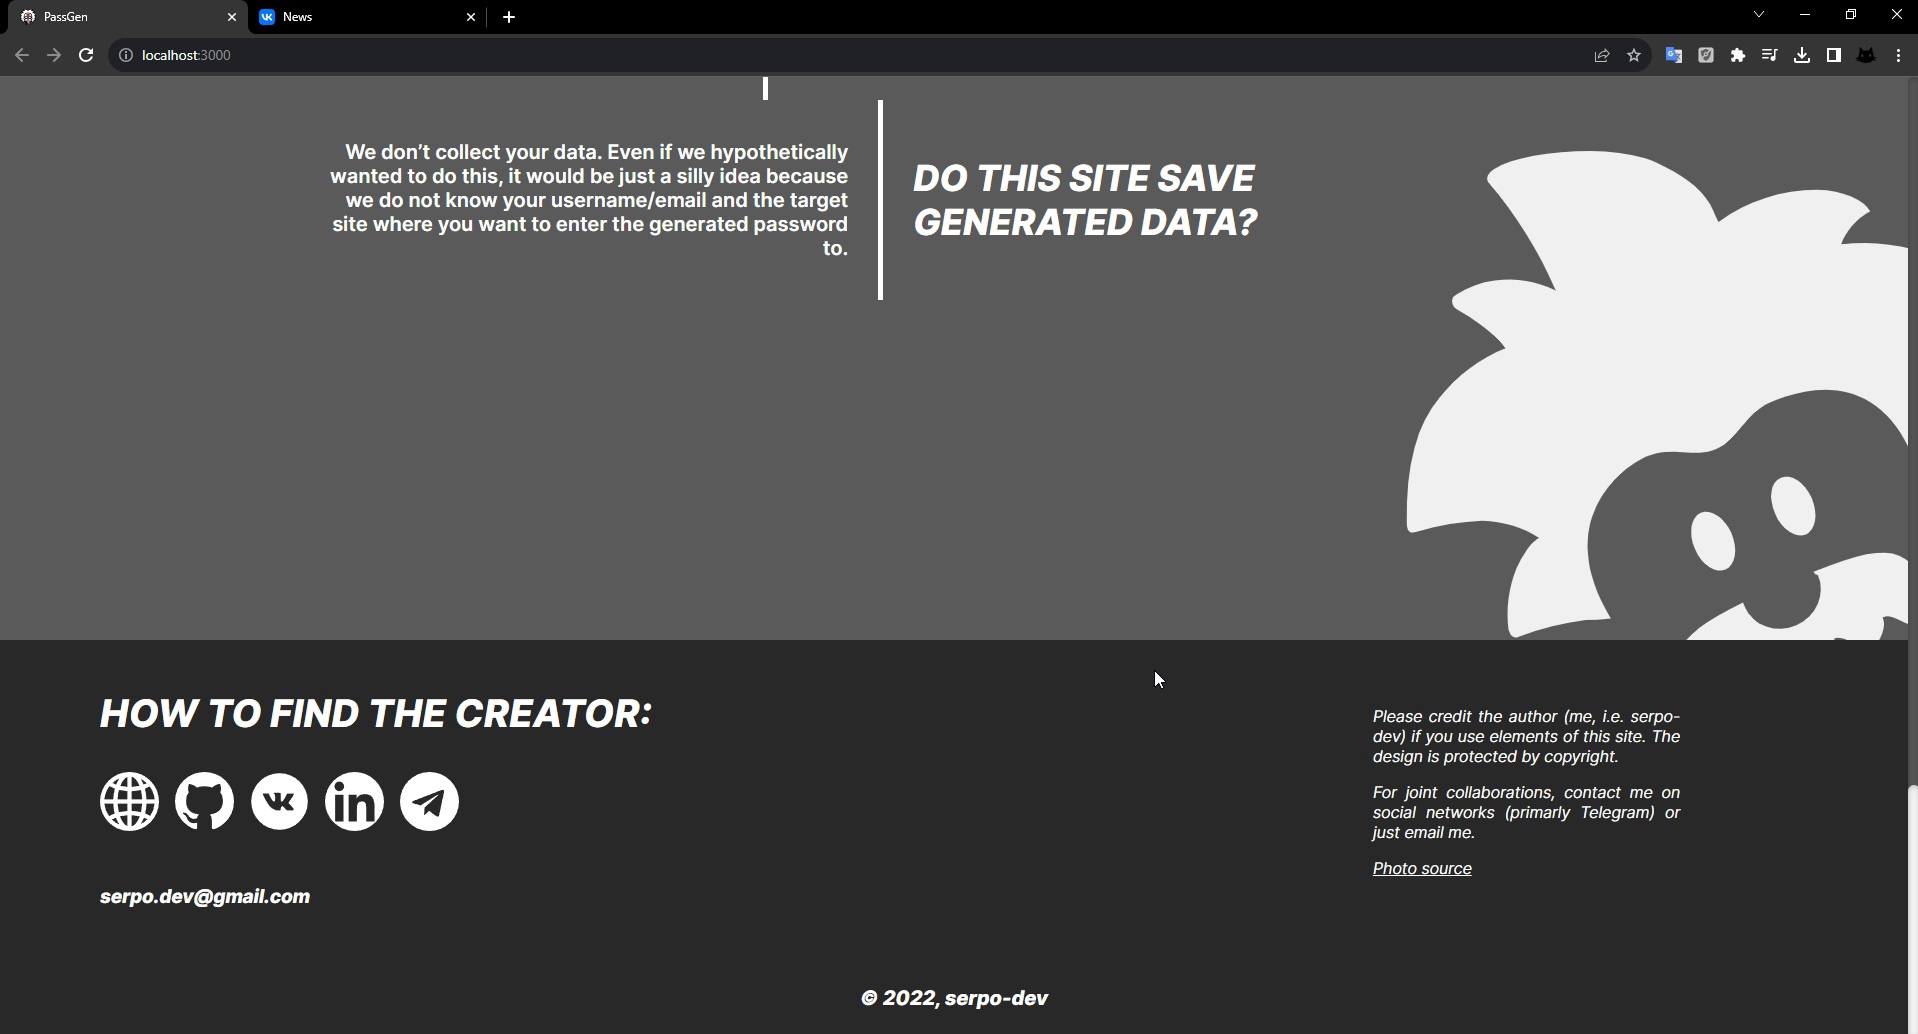 PassGen
News
localhost:3000
We don’t collect your data. Even if we hypothetically
wanted to do this, it would be just a silly idea because
we do not know your username/email and the target
site where you want to enter the generated password
to.
DO THIS SITE SAVE
GENERATED DATA?
HOW TO FIND THE CREATOR:
serpo.dev@gmail.com
Please credit the author (me, i.e. serpo-
dev) if you use elements of this site. The
design is protected by copyright.
For joint collaborations, contact me on
social networks (primarly Telegram) or
just email me.
Photo source
© 2022, serpo-dev